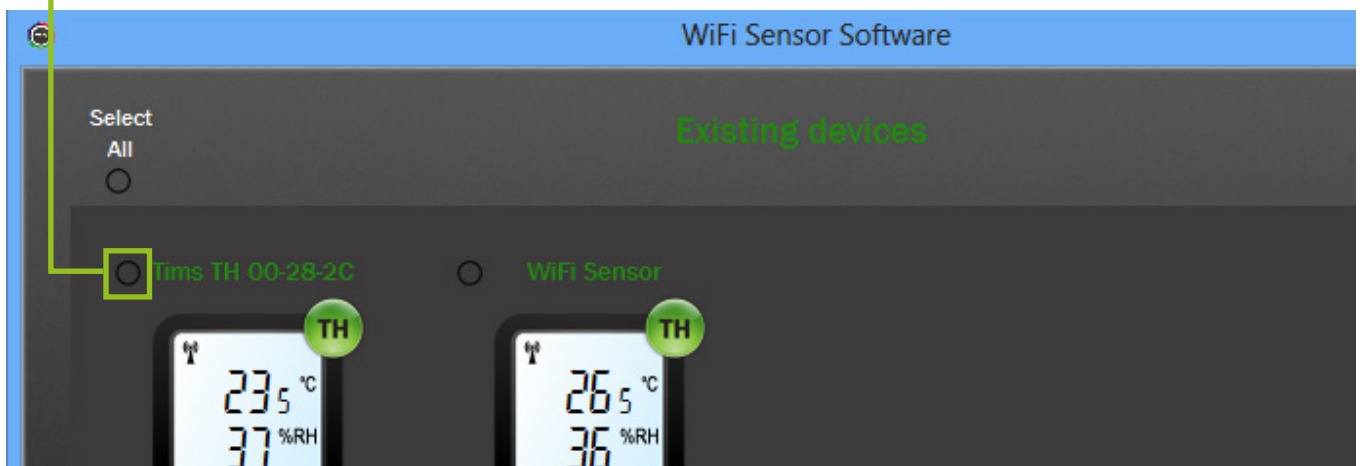 WiFi Sensor Software
Select
All
Existing devices
Tims TH 00-28-2C
WiFi Sensor
TH
TH
23 5 °C
37 %RH
26 5 °C
36 %RH